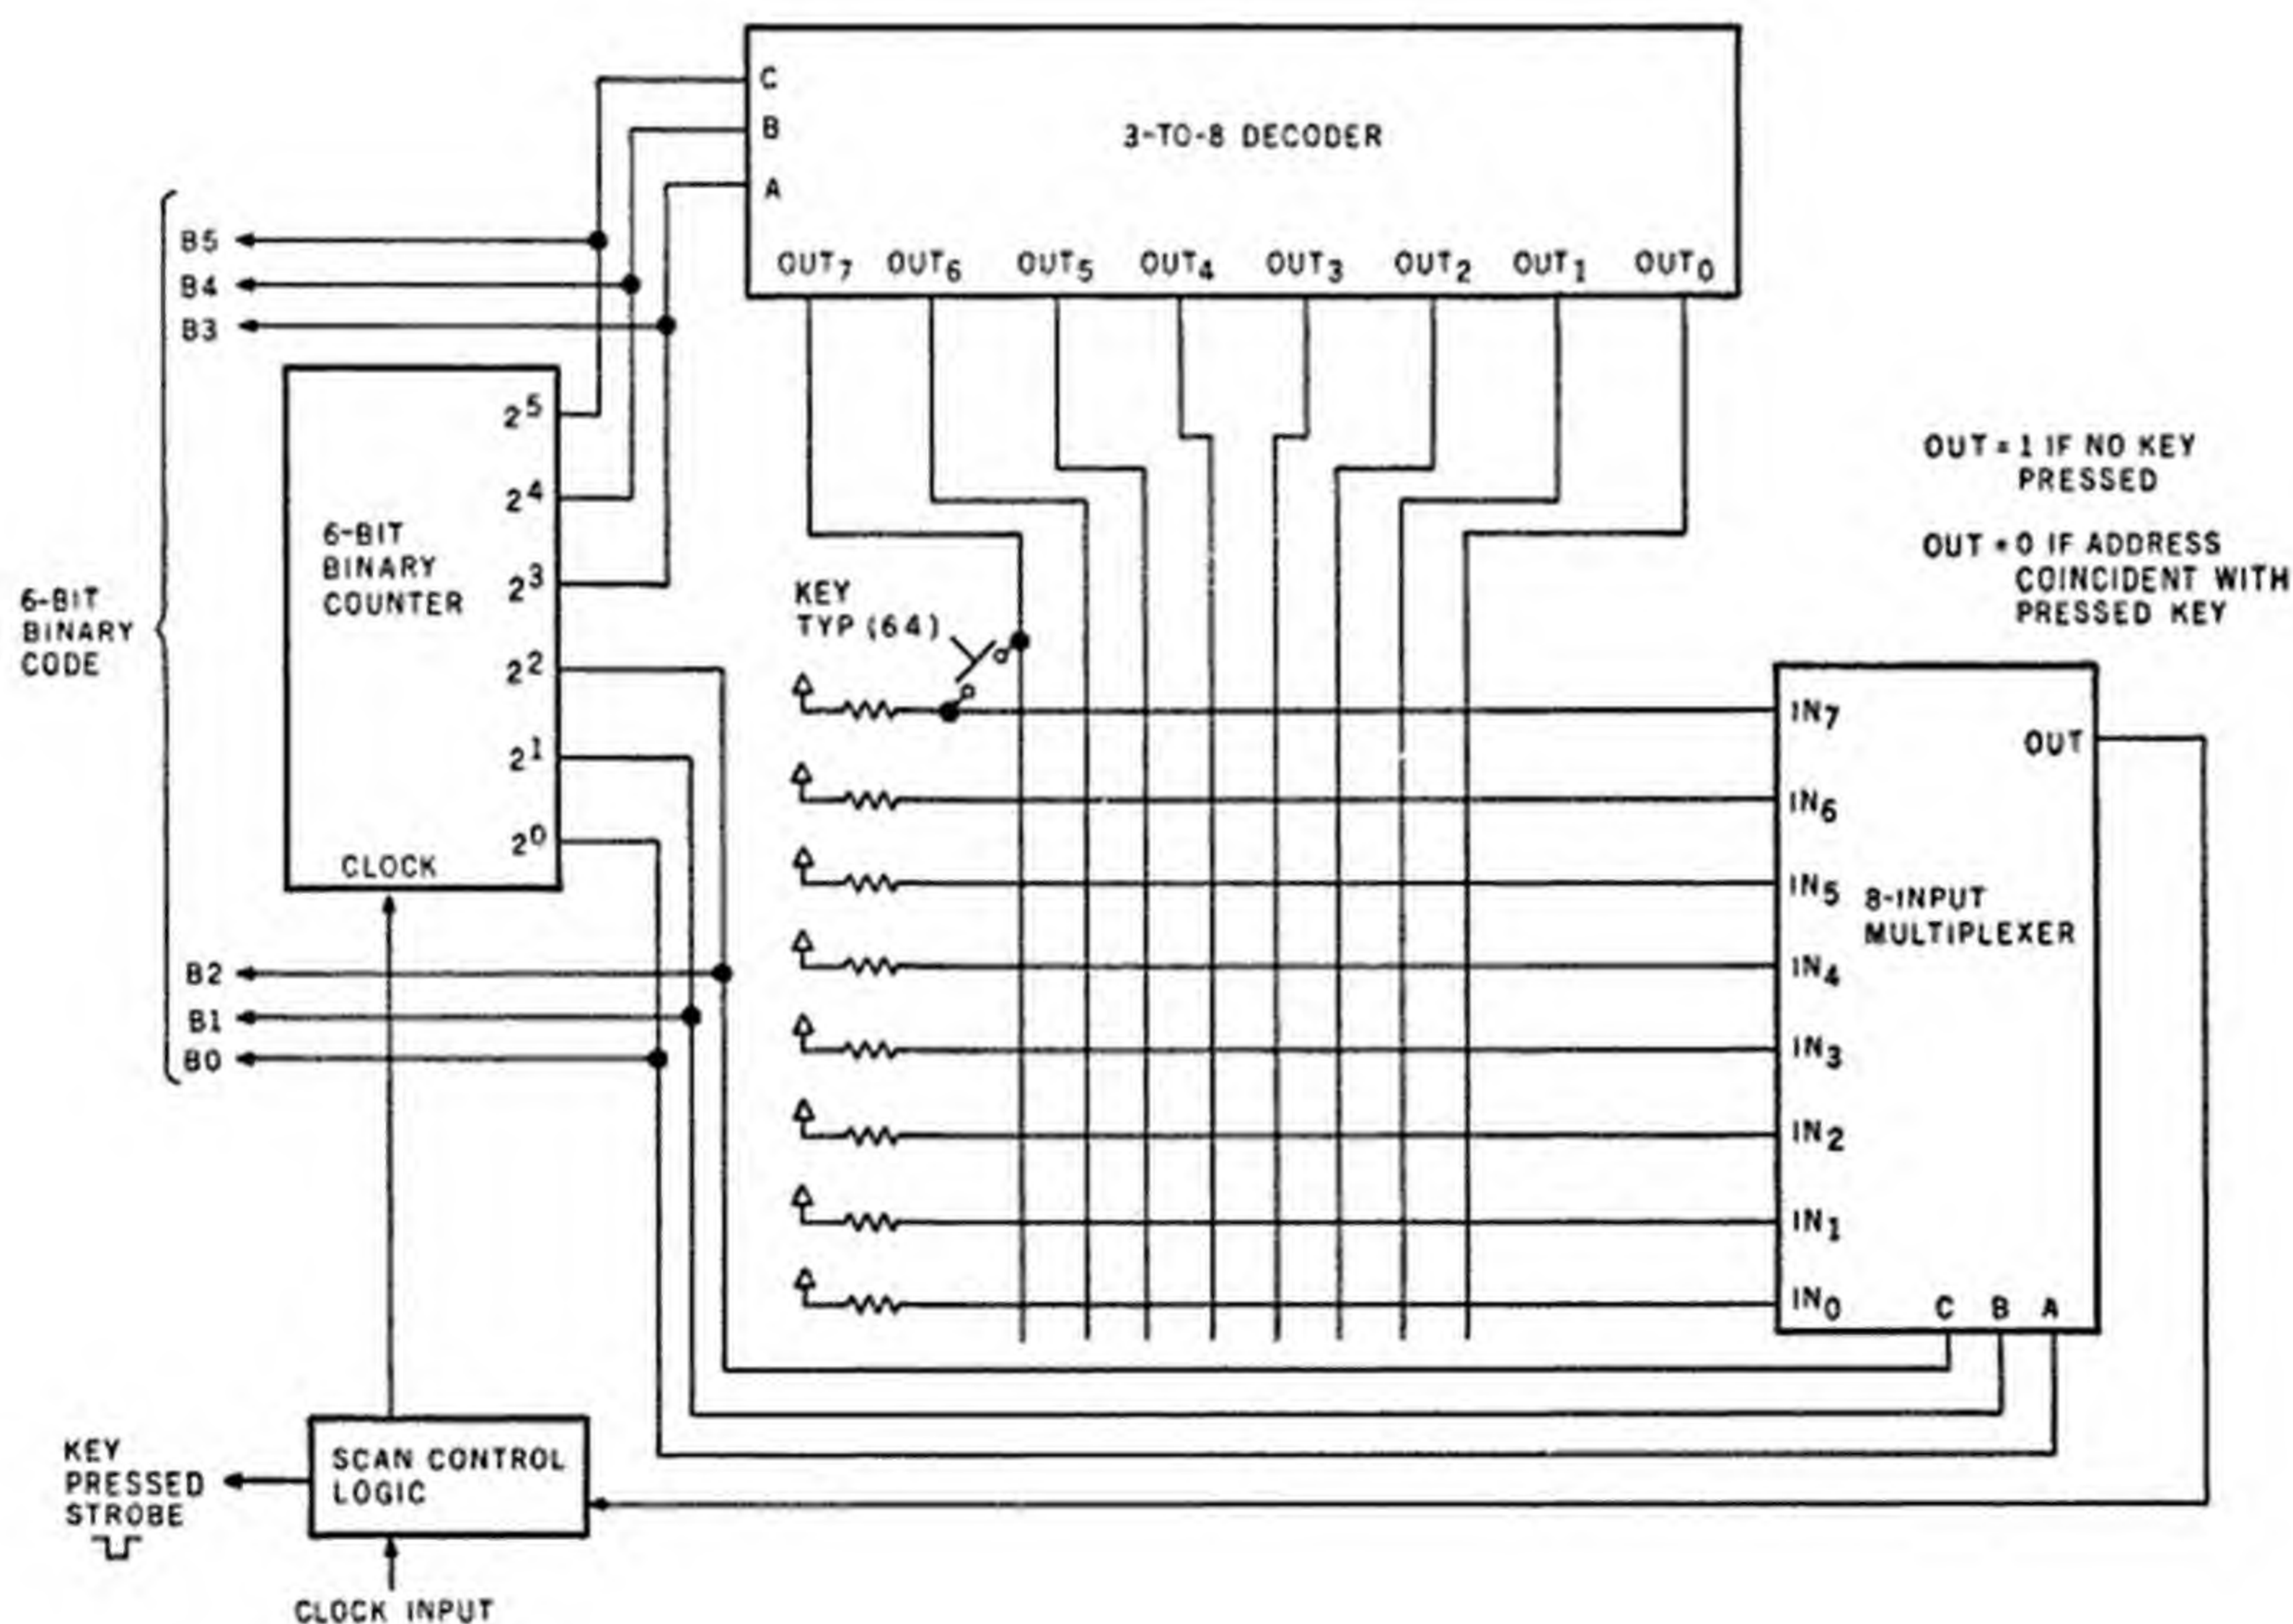 C
B
A
3-TO-8 DECODER
OUT7 OUT6 OUT5 OUT4 OUT3 OUT2 OUT1 OUT0
B5
B4
B3
6-BIT
BINARY
CODE
2^5
2^4
2^3
2^2
2^1
2^0
6-BIT
BINARY
COUNTER
CLOCK
B2
B1
B0
KEY
TYP (64)
OUT = 1 IF NO KEY
PRESSED
OUT = 0 IF ADDRESS
COINCIDENT WITH
PRESSED KEY
IN7
IN6
IN5
IN4
IN3
IN2
IN1
IN0
OUT
8-INPUT
MULTIPLEXER
C B A
KEY
PRESSED
STROBE
SCAN CONTROL
LOGIC
CLOCK INPUT